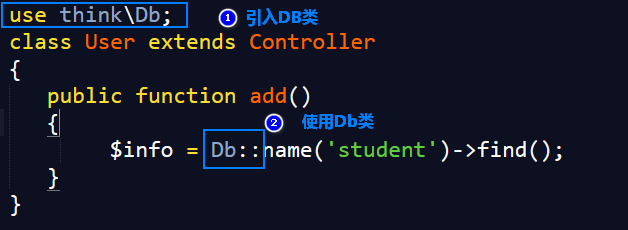 use think\Db; 1 引入DB类
class User extends Controller
{
public function add()
{ 2 使用Db类
$info = Db::name('student')->find();
}
}